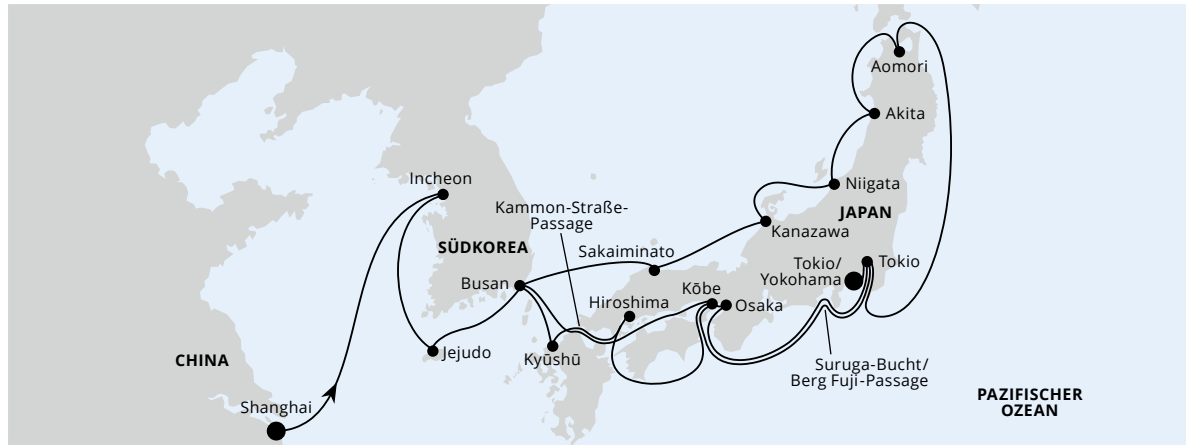 Aomori
Akita
Incheon
Niigata
Kammon-Straße-
Passage
JAPAN
Kanazawa
SÜDKOREA
Sakaiminato
Tokio/
Yokohama
Tokio
Busan
Kōbe
Hiroshima
Osaka
Jejudo
Kyūshū
CHINA
Suruga-Bucht/
Berg Fuji-Passage
PAZIFISCHER
OZEAN
Shanghai